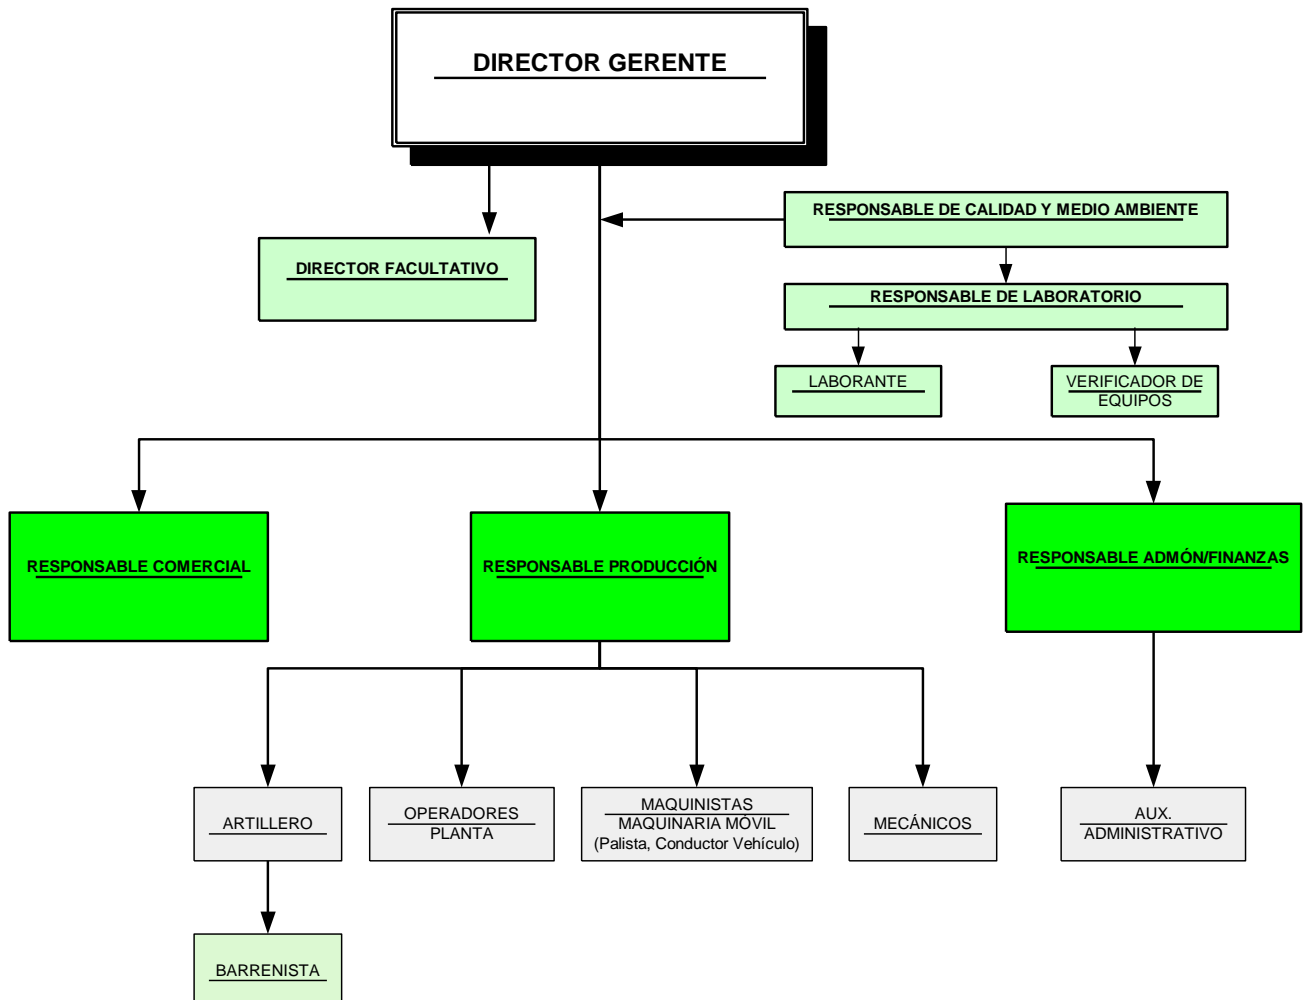 DIRECTOR GERENTE
RESPONSABLE DE CALIDAD Y MEDIO AMBIENTE
DIRECTOR FACULTATIVO
RESPONSABLE DE LABORATORIO
LABORANTE
VERIFICADOR DE
EQUIPOS
RESPONSABLE COMERCIAL
RESPONSABLE PRODUCCIÓN
RESPONSABLE ADMÓN/FINANZAS
ARTILLERO
OPERADORES
PLANTA
MAQUINISTAS
MAQUINARIA MÓVIL
(Palista, Conductor Vehículo)
MECÁNICOS
AUX.
ADMINISTRATIVO
BARRENISTA